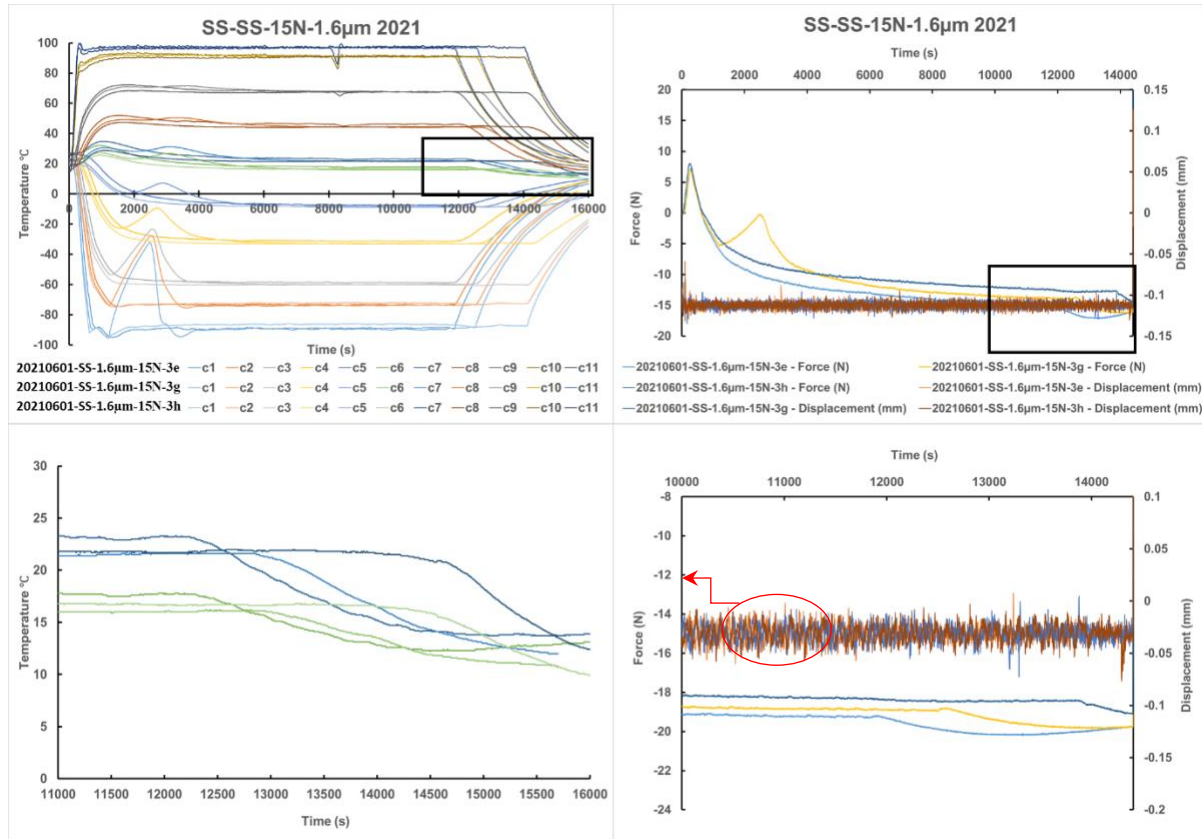 SS-SS-15N-1.6µm 2021
100
80
60
40
20
0
-20
-40
-60
-80
-100
Temperature °C
0 2000 4000 6000 8000 10000 12000 14000 16000
Time (s)
20210601-SS-1.6µm-15N-3e c1 c2 c3 c4 c5 c6 c7 c8 c9 c10 c11
20210601-SS-1.6µm-15N-3g c1 c2 c3 c4 c5 c6 c7 c8 c9 c10 c11
20210601-SS-1.6µm-15N-3h c1 c2 c3 c4 c5 c6 c7 c8 c9 c10 c11
SS-SS-15N-1.6µm 2021
Time (s)
0 2000 4000 6000 8000 10000 12000 14000
20
15
10
5
0
-5
-10
-15
-20
Force (N)
0.15
0.1
0.05
0
-0.05
-0.1
-0.15
Displacement (mm)
20210601-SS-1.6µm-15N-3e - Force (N) 20210601-SS-1.6µm-15N-3g - Force (N)
20210601-SS-1.6µm-15N-3h - Force (N) 20210601-SS-1.6µm-15N-3e - Displacement (mm)
20210601-SS-1.6µm-15N-3g - Displacement (mm) 20210601-SS-1.6µm-15N-3h - Displacement (mm)
30
25
20
15
10
5
0
Temperature °C
11000 11500 12000 12500 13000 13500 14000 14500 15000 15500 16000
Time (s)
Time (s)
10000 11000 12000 13000 14000
-8
-10
-12
-14
-16
-18
-20
-22
-24
Force (N)
0.1
0.05
0
-0.05
-0.1
-0.15
-0.2
Displacement (mm)